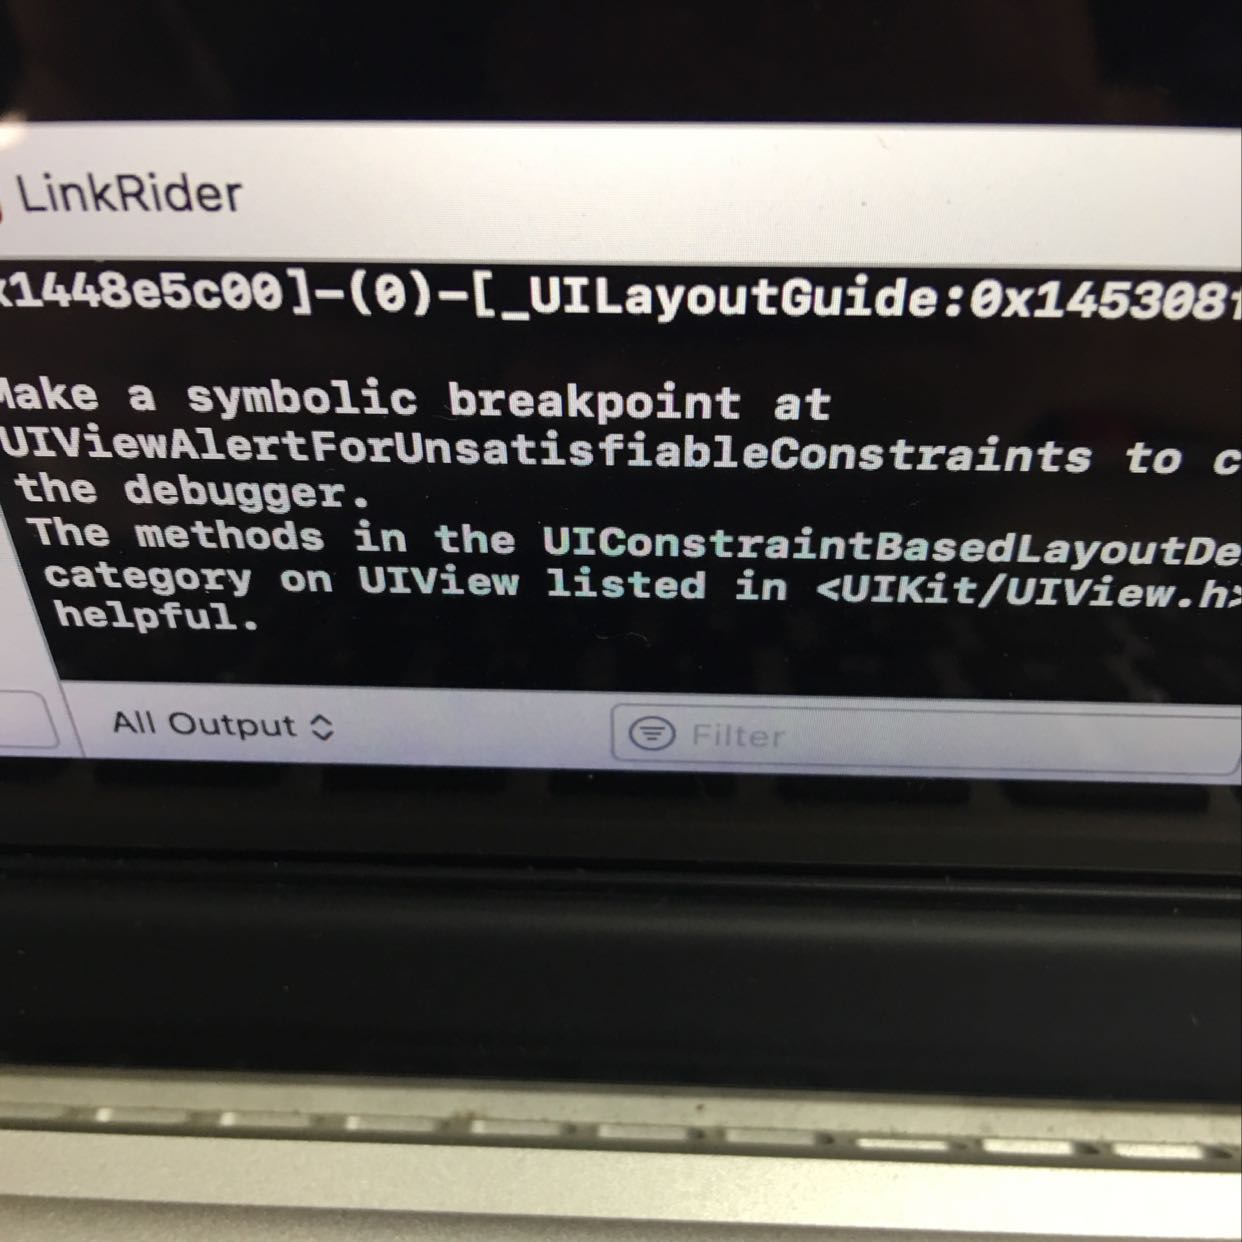 LinkRider
x1448e5c00]-(0)-[_UILayoutGuide:0x145308
Make a symbolic breakpoint at
UIViewAlertForUnsatisfiableConstraints to c
the debugger.
The methods in the UIConstraintBasedLayoutDe
category on UIView listed in <UIKit/UIView.h>
helpful.
All Output
Filter